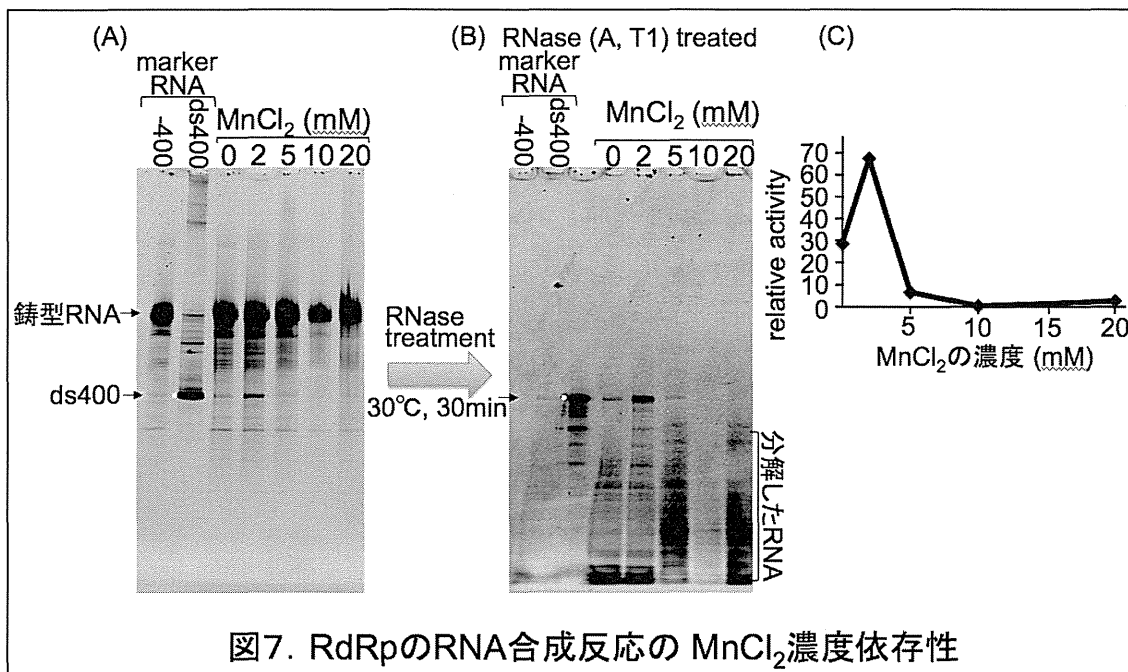 (A)
marker
RNA
-400
ds400
MnCl2 (mM)
0 2 5 10 20
鋳型RNA
ds400
RNase
treatment
30℃, 30min
(B)
RNase (A, T1) treated
marker
RNA
-400
ds400
MnCl2 (mM)
0 2 5 10 20
分解したRNA
(C)
relative activity
70
60
50
40
30
20
10
0
5 10 15 20
MnCl2の濃度 (mM)
図7. RdRpのRNA合成反応の MnCl2濃度依存性